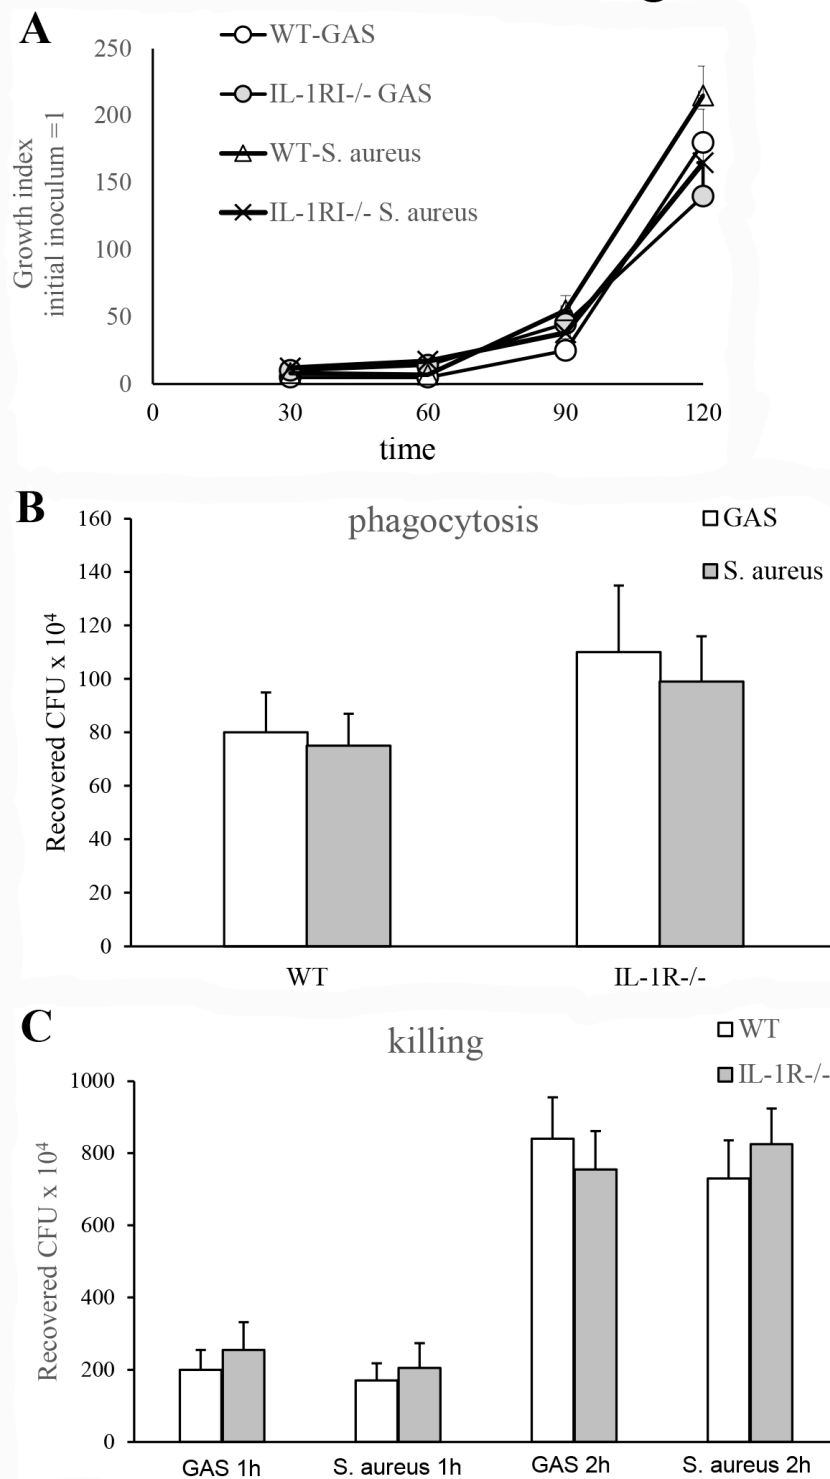 A
WT-GAS
IL-1RI-/- GAS
WT-S. aureus
IL-1RI-/- S. aureus
Growth index
initial inoculum =1
250
200
150
100
50
0
0 30 60 90 120
time
B
phagocytosis
GAS
S. aureus
Recovered CFU x 10⁴
160
140
120
100
80
60
40
20
0
WT IL-1R-/-
C
killing
WT
IL-1R-/-
Recovered CFU x 10⁴
1000
800
600
400
200
0
GAS 1h S. aureus 1h GAS 2h S. aureus 2h